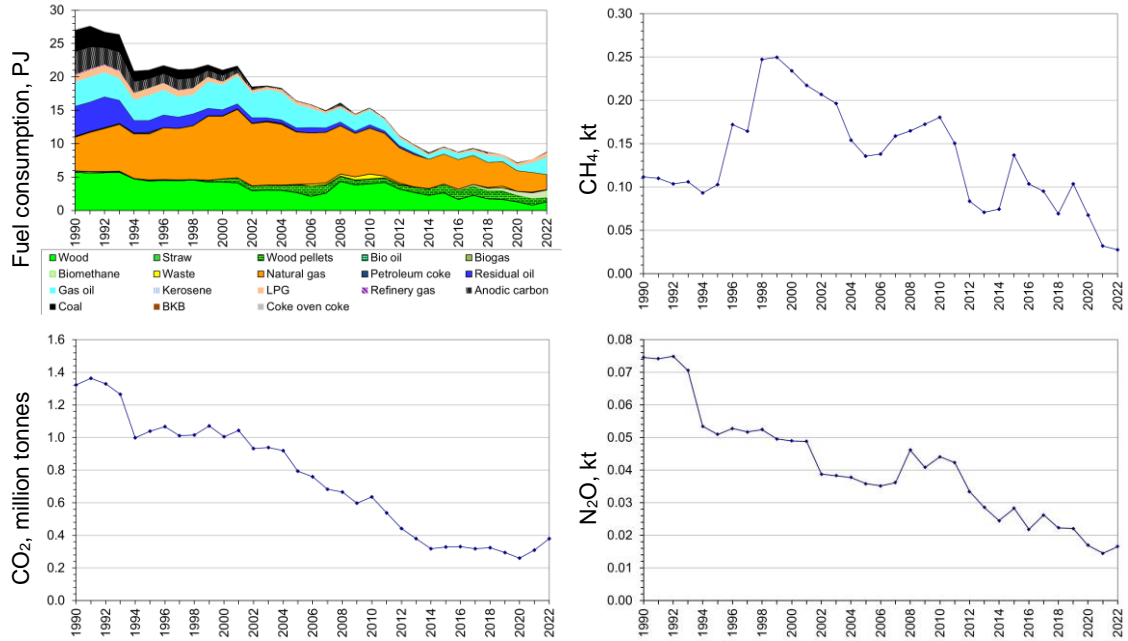 Fuel consumption, PJ
30
25
20
15
10
5
0
1990 1992 1994 1996 1998 2000 2002 2004 2006 2008 2010 2012 2014 2016 2018 2020 2022
Wood Straw Wood pellets Bio oil Biogas
Biomethane Waste Natural gas Petroleum coke Residual oil
Gas oil Kerosene LPG Refinery gas Anodic carbon
Coal BKB Coke oven coke
CH₄, kt
0.30
0.25
0.20
0.15
0.10
0.05
0.00
1990 1992 1994 1996 1998 2000 2002 2004 2006 2008 2010 2012 2014 2016 2018 2020 2022
CO₂, million tonnes
1.6
1.4
1.2
1.0
0.8
0.6
0.4
0.2
0.0
1990 1992 1994 1996 1998 2000 2002 2004 2006 2008 2010 2012 2014 2016 2018 2020 2022
N₂O, kt
0.08
0.07
0.06
0.05
0.04
0.03
0.02
0.01
0.00
1990 1992 1994 1996 1998 2000 2002 2004 2006 2008 2010 2012 2014 2016 2018 2020 2022